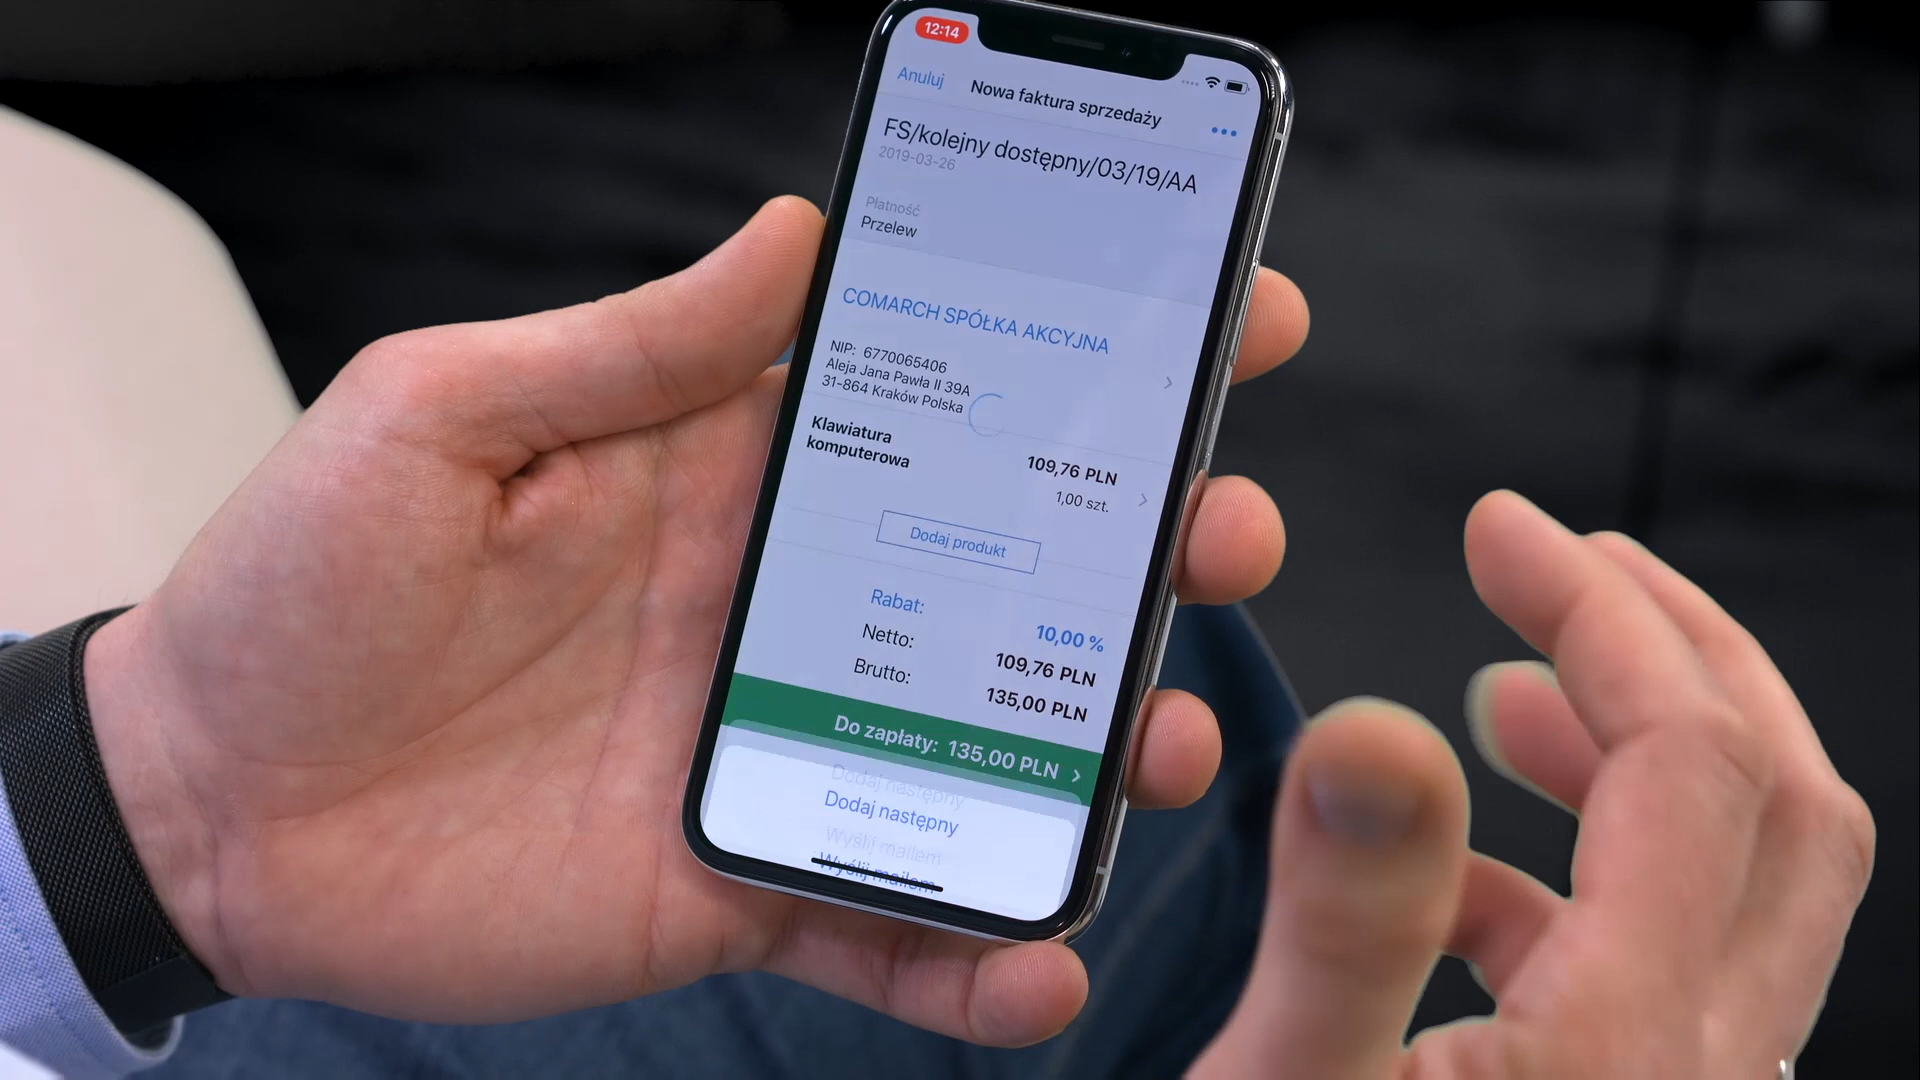 12:14
Anuluj
Nowa faktura sprzedaży
FS/kolejny dostępny/03/19/AA
2019-03-26
Płatność
Przelew
COMARCH SPÓŁKA AKCYJNA
NIP: 6770065406
Aleja Jana Pawła II 39A
31-864 Kraków Polska
Klawiatura
komputerowa
109,76 PLN
1,00 szt.
Dodaj produkt
Rabat: 10,00 %
Netto: 109,76 PLN
Brutto: 135,00 PLN
Do zapłaty: 135,00 PLN
Dodaj następny
Dodaj następny
Wyślij mailem
Wyślij mailem